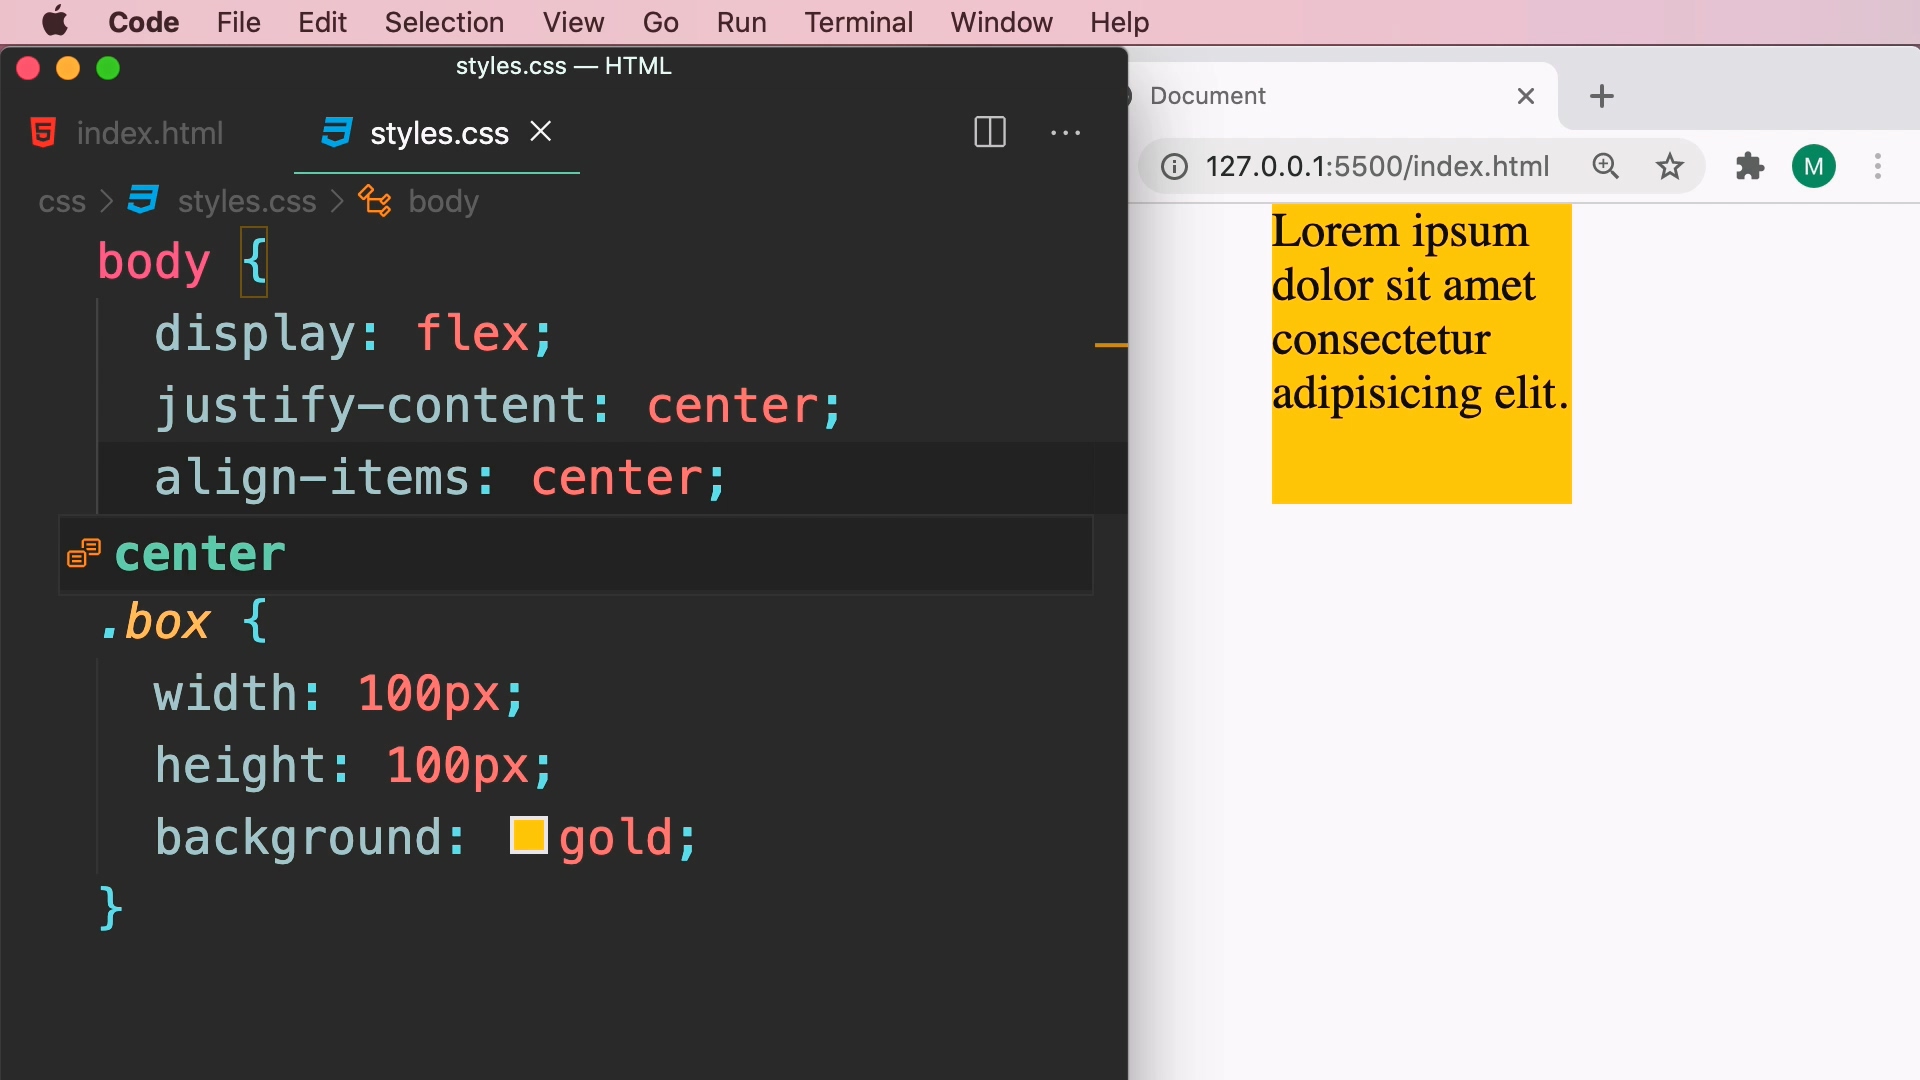 Code File Edit Selection View Go Run Terminal Window Help
styles.css — HTML
index.html styles.css
css > styles.css > body
body {
display: flex;
justify-content: center;
align-items: center;
center
.box {
width: 100px;
height: 100px;
background: gold;
}
Document
127.0.0.1:5500/index.html
M
Lorem ipsum
dolor sit amet
consectetur
adipisicing elit.